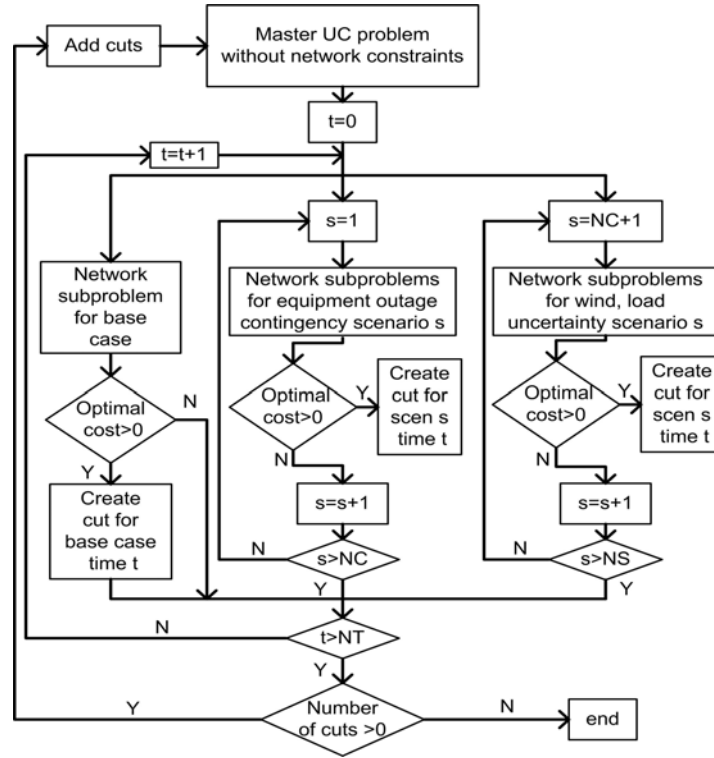 Add cuts
Master UC problem
without network constraints
t=0
t=t+1
s=1
s=NC+1
Network
subproblem
for base
case
Network subproblems
for equipment outage
contingency scenario s
Network subproblems
for wind, load
uncertainty scenario s
Optimal
cost>0
N
Y
Optimal
cost>0
Y
N
Create
cut for
scen s
time t
Optimal
cost>0
Y
N
Create
cut for
scen s
time t
Create
cut for
base case
time t
s=s+1
s=s+1
s>NC
N
Y
s>NS
N
Y
t>NT
N
Y
Number
of cuts >0
Y
N
end